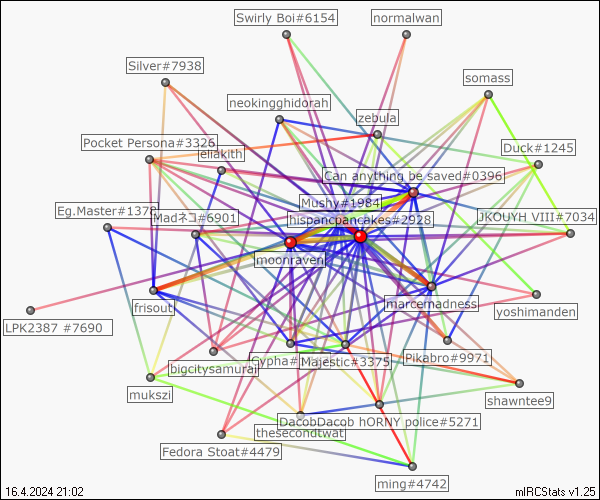 Swirly Boi#6154
normalwan
Silver#7938
somass
neokingghidorah
zebula
Pocket Persona#3326
Duck#1245
eliakith
Can anything be saved#0396
Mushy#1984
Eg.Master#1378
Madネコ#6901
hispancpancakes#2928
JKOUYH VIII#7034
moonraven
marcemadness
frisout
yoshimanden
LPK2387 #7690
Pikabro#9971
Majestic#3375
bigcitysamurai
mukszi
shawntee9
DacobDacob hORNY police#5271
thesecondtwat
Fedora Stoat#4479
ming#4742
16.4.2024 21:02
mIRCStats v1.25